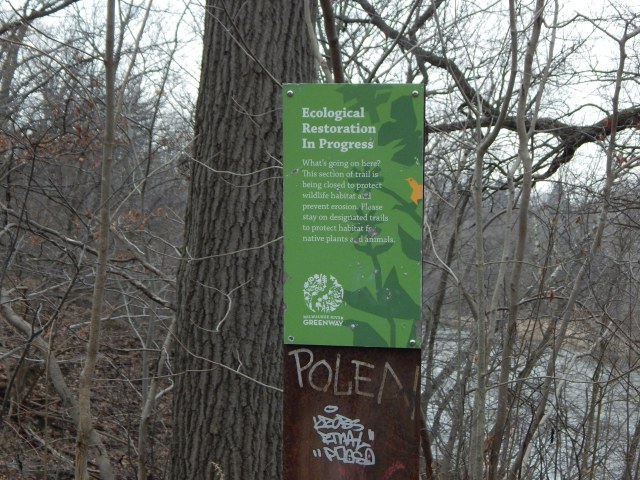 Ecological
Restoration
In Progress
What's going on here?
This section of trail is
being closed to protect
wildlife habitat and
prevent erosion. Please
stay on designated trails
to protect habitat for
native plants and animals.
MILWAUKEE RIVER
GREENWAY
POLEN